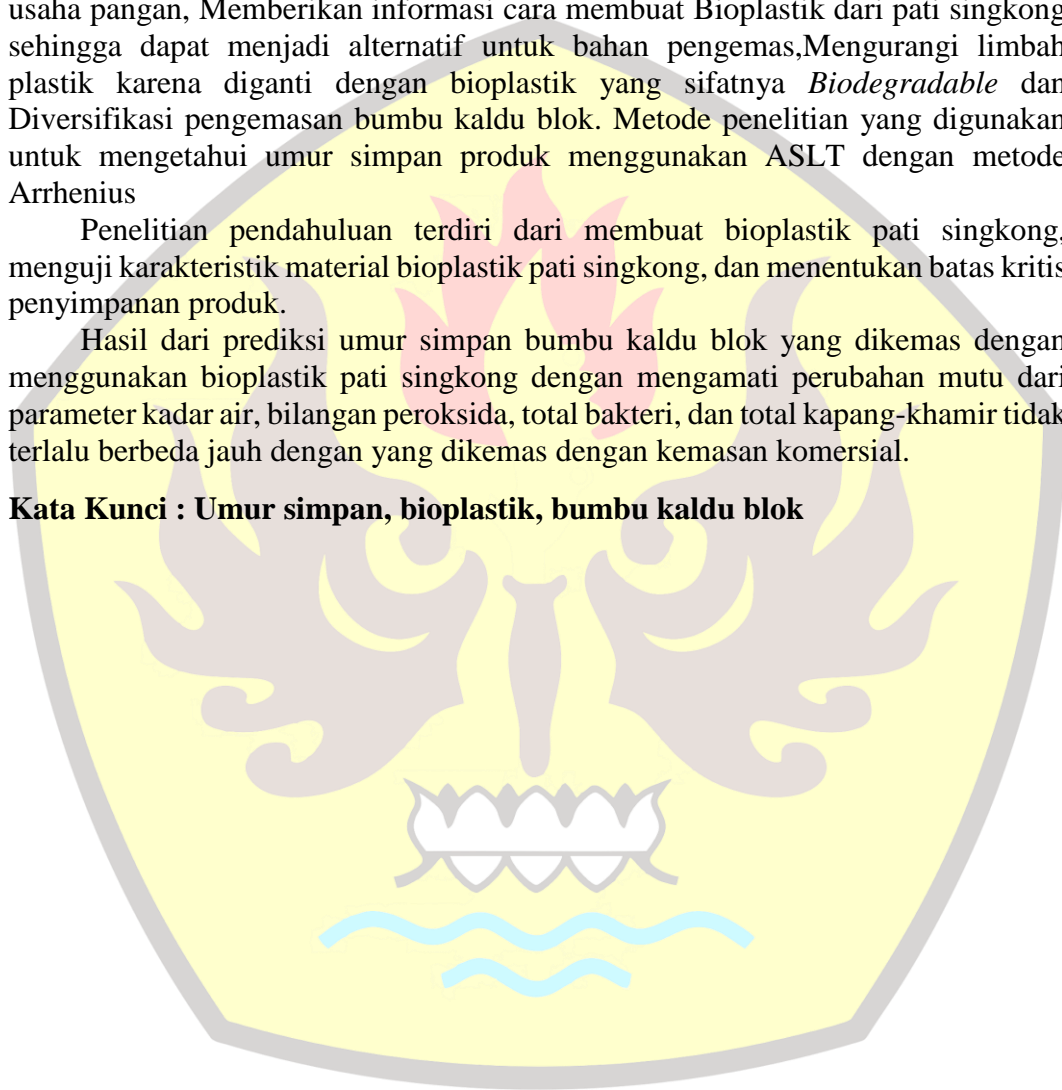 usaha pangan, Memberikan informasi cara membuat Bioplastik dari pati singkong
sehingga dapat menjadi alternatif untuk bahan pengemas,Mengurangi limbah
plastik karena diganti dengan bioplastik yang sifatnya Biodegradable dan
Diversifikasi pengemasan bumbu kaldu blok. Metode penelitian yang digunakan
untuk mengetahui umur simpan produk menggunakan ASLT dengan metode
Arrhenius
Penelitian pendahuluan terdiri dari membuat bioplastik pati singkong,
menguji karakteristik material bioplastik pati singkong, dan menentukan batas kritis
penyimpanan produk.
Hasil dari prediksi umur simpan bumbu kaldu blok yang dikemas dengan
menggunakan bioplastik pati singkong dengan mengamati perubahan mutu dari
parameter kadar air, bilangan peroksida, total bakteri, dan total kapang-khamir tidak
terlalu berbeda jauh dengan yang dikemas dengan kemasan komersial.
Kata Kunci : Umur simpan, bioplastik, bumbu kaldu blok